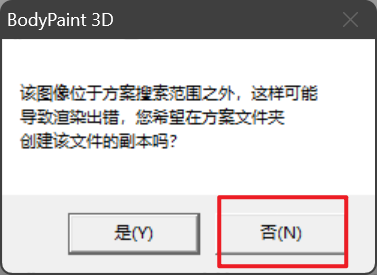 BodyPaint 3D
该图像位于方案搜索范围之外，这样可能
导致渲染出错，您希望在方案文件夹
创建该文件的副本吗？
是(Y)
否(N)